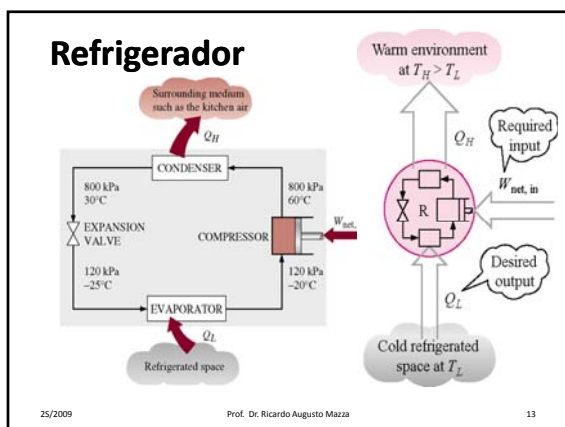 Refrigerador
Surrounding medium
such as the kitchen air
Q_H
CONDENSER
800 kPa
30°C
800 kPa
60°C
EXPANSION
VALVE
COMPRESSOR
W_net,
120 kPa
–25°C
120 kPa
–20°C
EVAPORATOR
Q_L
Refrigerated space
Warm environment
at T_H > T_L
Q_H
Required
input
W_net, in
R
Desired
output
Q_L
Cold refrigerated
space at T_L
2S/2009
Prof. Dr. Ricardo Augusto Mazza
13